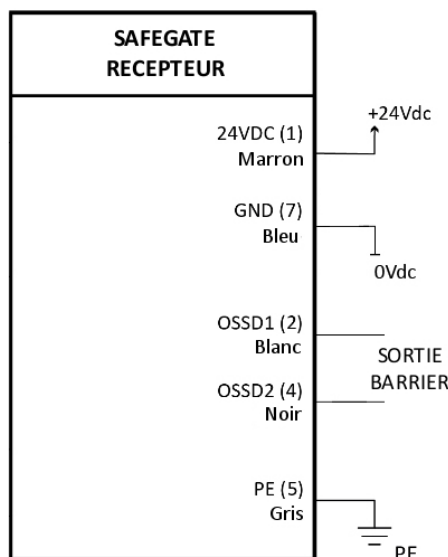 SAFEGATE
RECEPTEUR
24VDC (1)
Marron
+24Vdc
GND (7)
Bleu
0Vdc
OSSD1 (2)
Blanc
SORTIE
BARRIER
OSSD2 (4)
Noir
PE (5)
Gris
PE